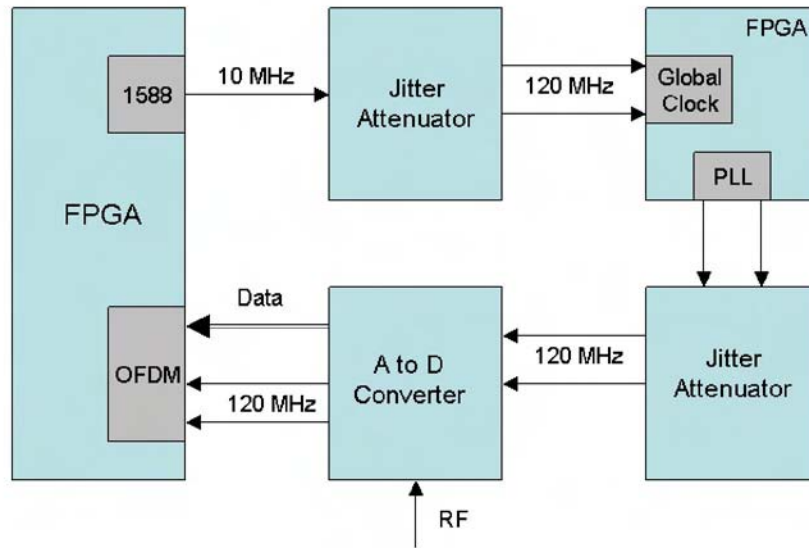 FPGA
1588
10 MHz
Jitter
Attenuator
120 MHz
FPGA
Global
Clock
PLL
OFDM
Data
120 MHz
A to D
Converter
RF
120 MHz
Jitter
Attenuator